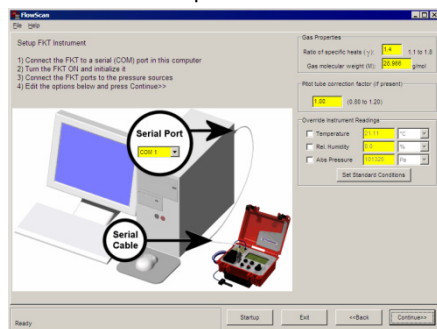 FlowScan
File Help
Setup FKT Instrument
1) Connect the FKT to a serial (COM) port in this computer
2) Turn the FKT ON and initialize it
3) Connect the FKT ports to the pressure sources
4) Edit the options below and press Continue>>
Serial Port
COM 1
Serial
Cable
Gas Properties
Ratio of specific heats (γ): 1.4 1.1 to 1.8
Gas molecular weight (M): 28.966 g/mol
Pitot tube correction factor (if present)
1.00 (0.80 to 1.20)
Override Instrument Readings
Temperature 21.11 °C
Rel. Humidity 0.0 %
Abs Pressure 101325 Pa
Set Standard Conditions
Ready Startup Exit <<Back Continue>>